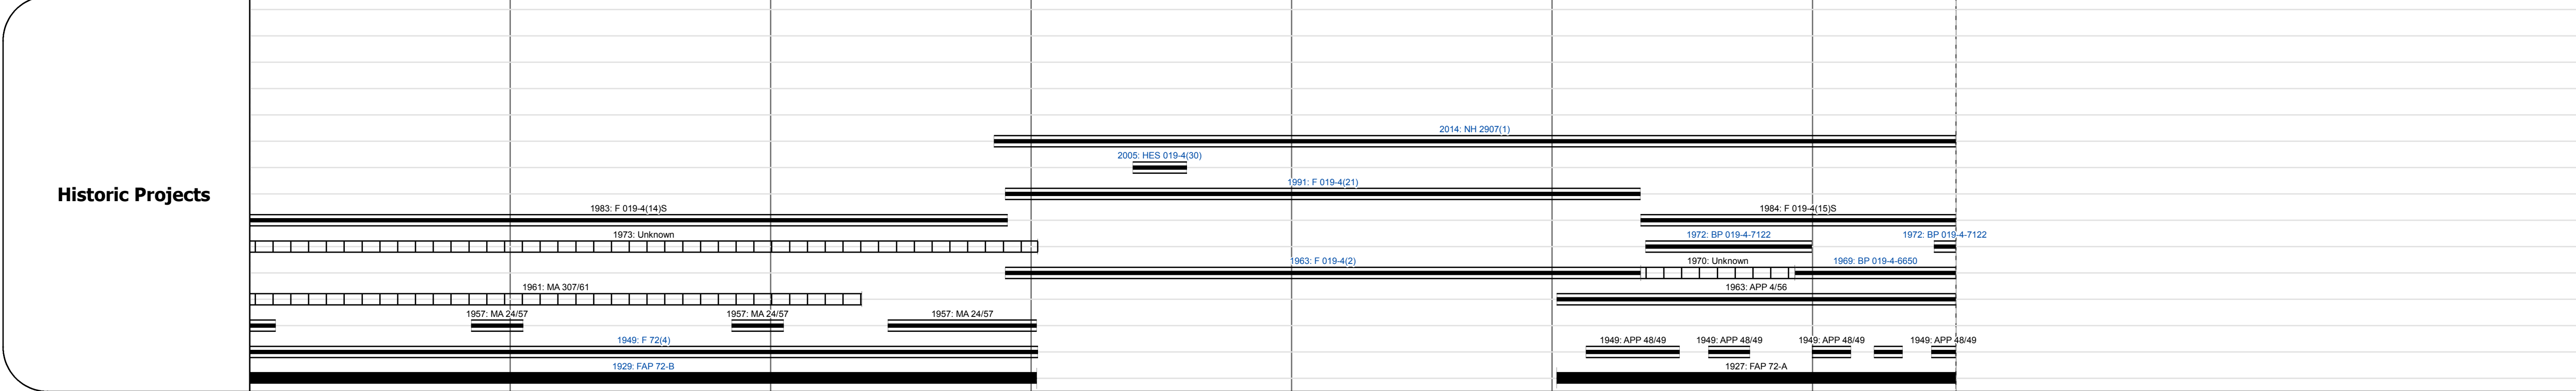 2014: NH 2907(1)
2005: HES 019-4(30)
1991: F 019-4(21)
Historic Projects
1983: F 019-4(14)S
1984: F 019-4(15)S
1973: Unknown
1972: BP 019-4-7122
1972: BP 019-4-7122
1963: F 019-4(2)
1970: Unknown
1969: BP 019-4-6650
1961: MA 307/61
1963: APP 4/56
1957: MA 24/57
1957: MA 24/57
1957: MA 24/57
1949: F 72(4)
1949: APP 48/49
1949: APP 48/49
1949: APP 48/49
1949: APP 48/49
1929: FAP 72-B
1927: FAP 72-A